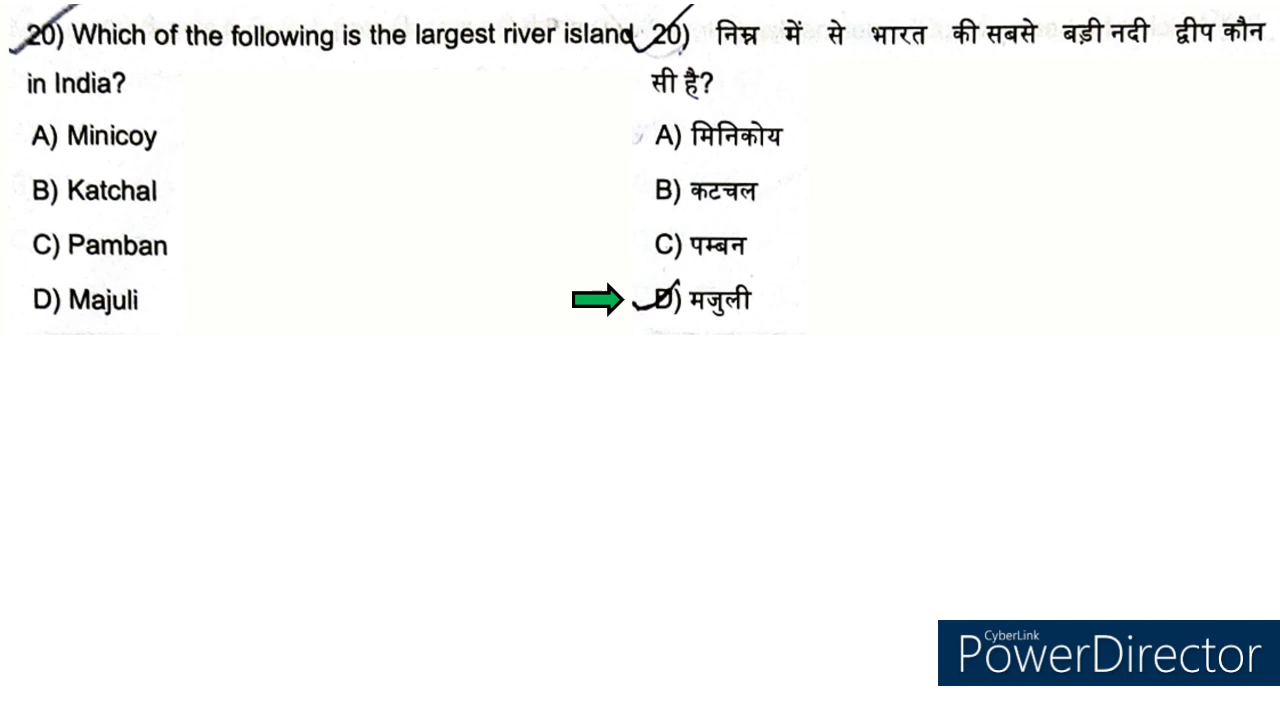 20) Which of the following is the largest river island
in India?
A) Minicoy
B) Katchal
C) Pamban
D) Majuli
20) निम्न में से भारत की सबसे बड़ी नदी द्वीप कौन
सी है?
A) मिनिकोय
B) कटचल
C) पम्बन
D) मजुली
CyberLink
PowerDirector